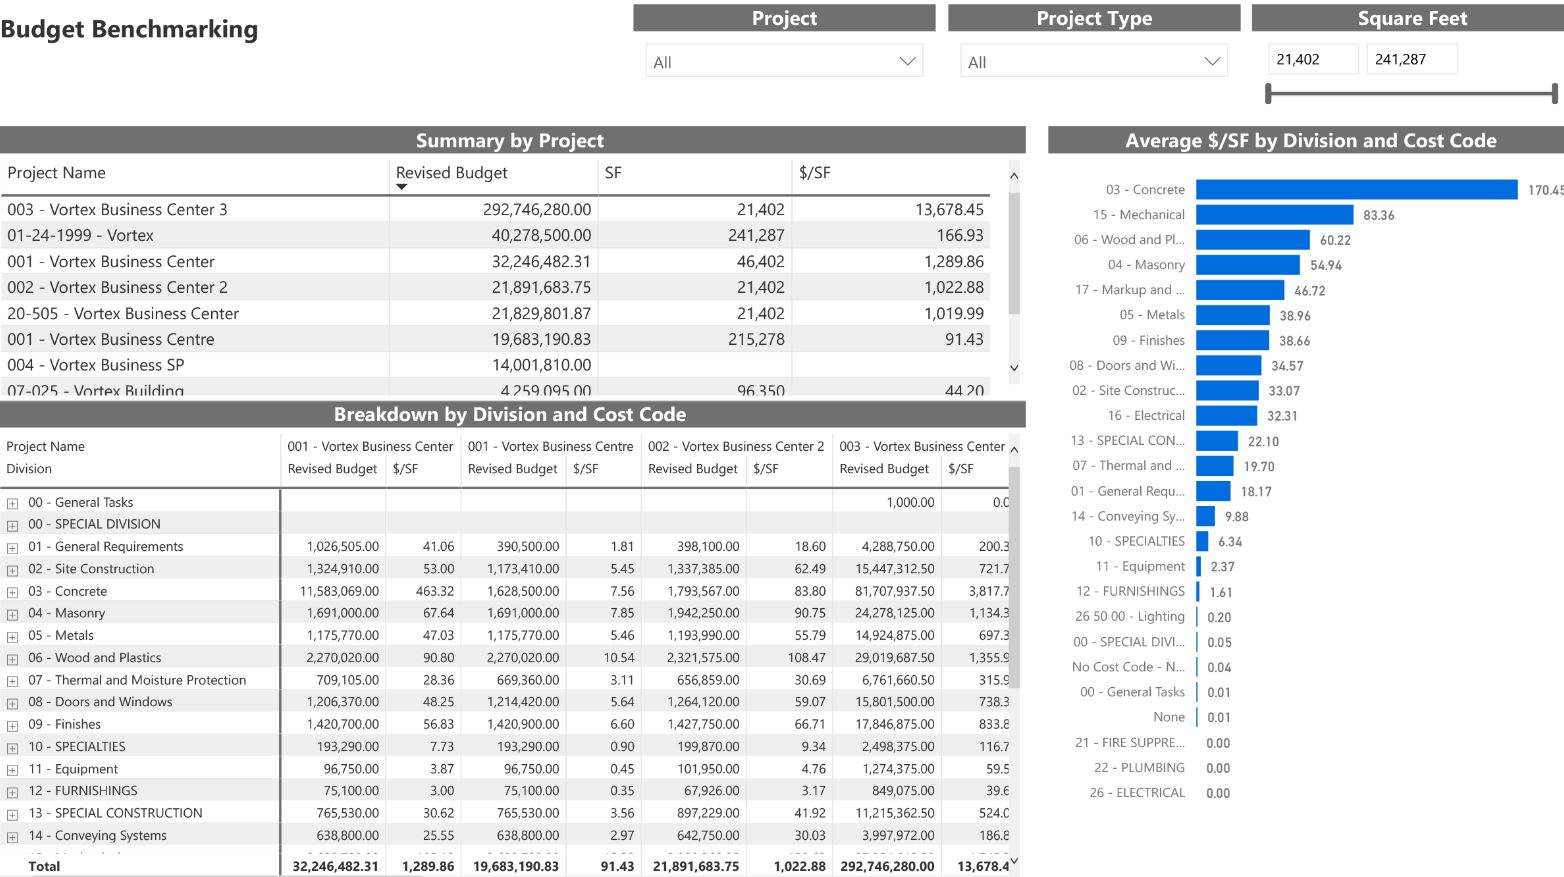 Budget Benchmarking
Project
Project Type
Square Feet
All
All
21,402 241,287
Summary by Project
Project Name Revised Budget SF $/SF
003 - Vortex Business Center 3 292,746,280.00 21,402 13,678.45
01-24-1999 - Vortex 40,278,500.00 241,287 166.93
001 - Vortex Business Center 32,246,482.31 46,402 1,289.86
002 - Vortex Business Center 2 21,891,683.75 21,402 1,022.88
20-505 - Vortex Business Center 21,829,801.87 21,402 1,019.99
001 - Vortex Business Centre 19,683,190.83 215,278 91.43
004 - Vortex Business SP 14,001,810.00
07-025 - Vortex Building 4,259,095.00 96,350 44.20
Breakdown by Division and Cost Code
Project Name 001 - Vortex Business Center 001 - Vortex Business Centre 002 - Vortex Business Center 2 003 - Vortex Business Center
Division Revised Budget $/SF Revised Budget $/SF Revised Budget $/SF Revised Budget $/SF
00 - General Tasks 1,000.00 0.0
00 - SPECIAL DIVISION
01 - General Requirements 1,026,505.00 41.06 390,500.00 1.81 398,100.00 18.60 4,288,750.00 200.3
02 - Site Construction 1,324,910.00 53.00 1,173,410.00 5.45 1,337,385.00 62.49 15,447,312.50 721.7
03 - Concrete 11,583,069.00 463.32 1,628,500.00 7.56 1,793,567.00 83.80 81,707,937.50 3,817.7
04 - Masonry 1,691,000.00 67.64 1,691,000.00 7.85 1,942,250.00 90.75 24,278,125.00 1,134.3
05 - Metals 1,175,770.00 47.03 1,175,770.00 5.46 1,193,990.00 55.79 14,924,875.00 697.3
06 - Wood and Plastics 2,270,020.00 90.80 2,270,020.00 10.54 2,321,575.00 108.47 29,019,687.50 1,355.9
07 - Thermal and Moisture Protection 709,105.00 28.36 669,360.00 3.11 656,859.00 30.69 6,761,660.50 315.9
08 - Doors and Windows 1,206,370.00 48.25 1,214,420.00 5.64 1,264,120.00 59.07 15,801,500.00 738.3
09 - Finishes 1,420,700.00 56.83 1,420,900.00 6.60 1,427,750.00 66.71 17,846,875.00 833.8
10 - SPECIALTIES 193,290.00 7.73 193,290.00 0.90 199,870.00 9.34 2,498,375.00 116.7
11 - Equipment 96,750.00 3.87 96,750.00 0.45 101,950.00 4.76 1,274,375.00 59.5
12 - FURNISHINGS 75,100.00 3.00 75,100.00 0.35 67,926.00 3.17 849,075.00 39.6
13 - SPECIAL CONSTRUCTION 765,530.00 30.62 765,530.00 3.56 897,229.00 41.92 11,215,362.50 524.0
14 - Conveying Systems 638,800.00 25.55 638,800.00 2.97 642,750.00 30.03 3,997,972.00 186.8
Total 32,246,482.31 1,289.86 19,683,190.83 91.43 21,891,683.75 1,022.88 292,746,280.00 13,678.4
Average $/SF by Division and Cost Code
03 - Concrete 170.45
15 - Mechanical 83.36
06 - Wood and Pl... 60.22
04 - Masonry 54.94
17 - Markup and ... 46.72
05 - Metals 38.96
09 - Finishes 38.66
08 - Doors and Wi... 34.57
02 - Site Construc... 33.07
16 - Electrical 32.31
13 - SPECIAL CON... 22.10
07 - Thermal and ... 19.70
01 - General Requ... 18.17
14 - Conveying Sy... 9.88
10 - SPECIALTIES 6.34
11 - Equipment 2.37
12 - FURNISHINGS 1.61
26 50 00 - Lighting 0.20
00 - SPECIAL DIVI... 0.05
No Cost Code - N... 0.04
00 - General Tasks 0.01
None 0.01
21 - FIRE SUPPRE... 0.00
22 - PLUMBING 0.00
26 - ELECTRICAL 0.00